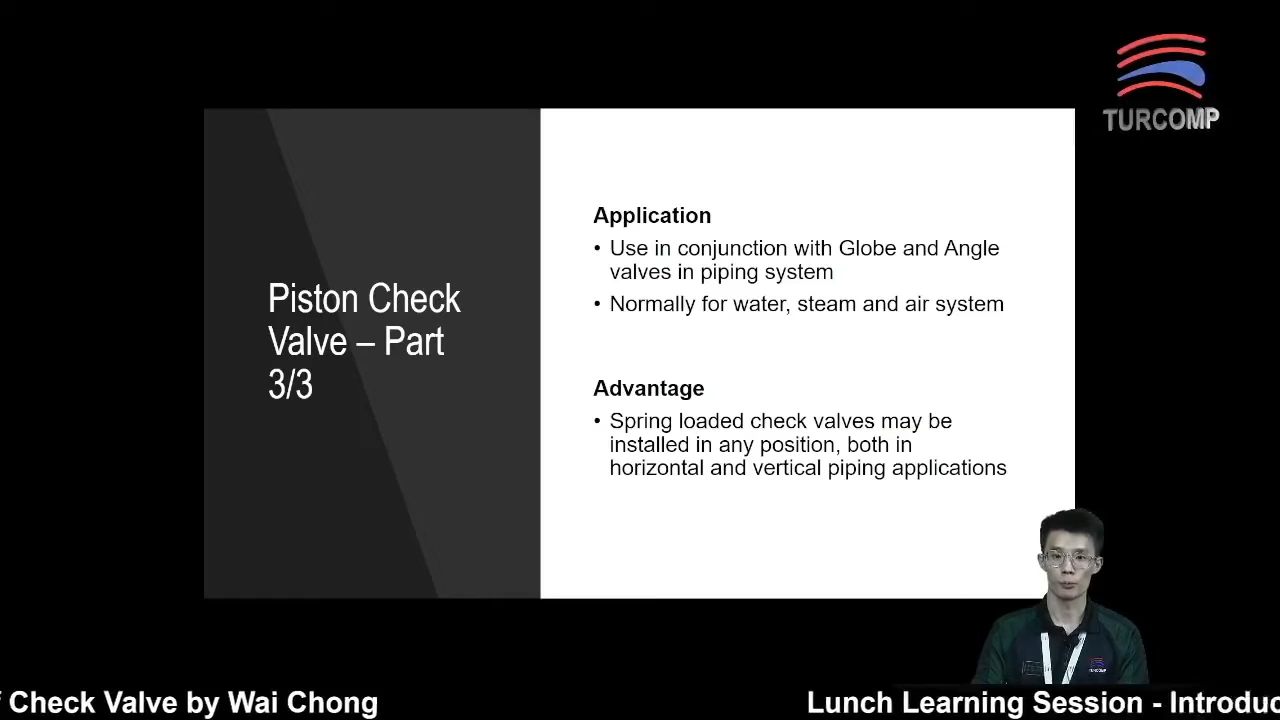 TURCOMP
Piston Check
Valve – Part
3/3
Application
• Use in conjunction with Globe and Angle
valves in piping system
• Normally for water, steam and air system
Advantage
• Spring loaded check valves may be
installed in any position, both in
horizontal and vertical piping applications
TURCOMP
Check Valve by Wai Chong
Lunch Learning Session - Introduc